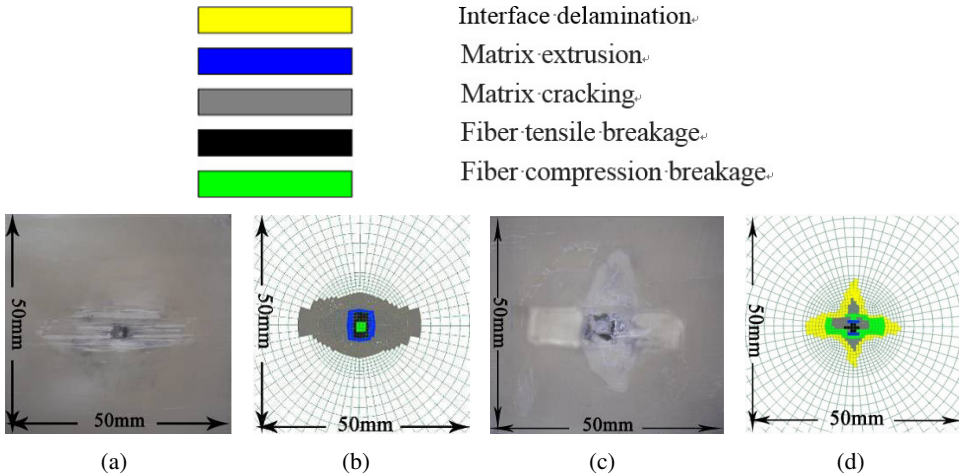 Interface delamination
Matrix extrusion
Matrix cracking
Fiber tensile breakage
Fiber compression breakage
50mm
50mm
50mm
50mm
50mm
50mm
50mm
50mm
(a) (b) (c) (d)